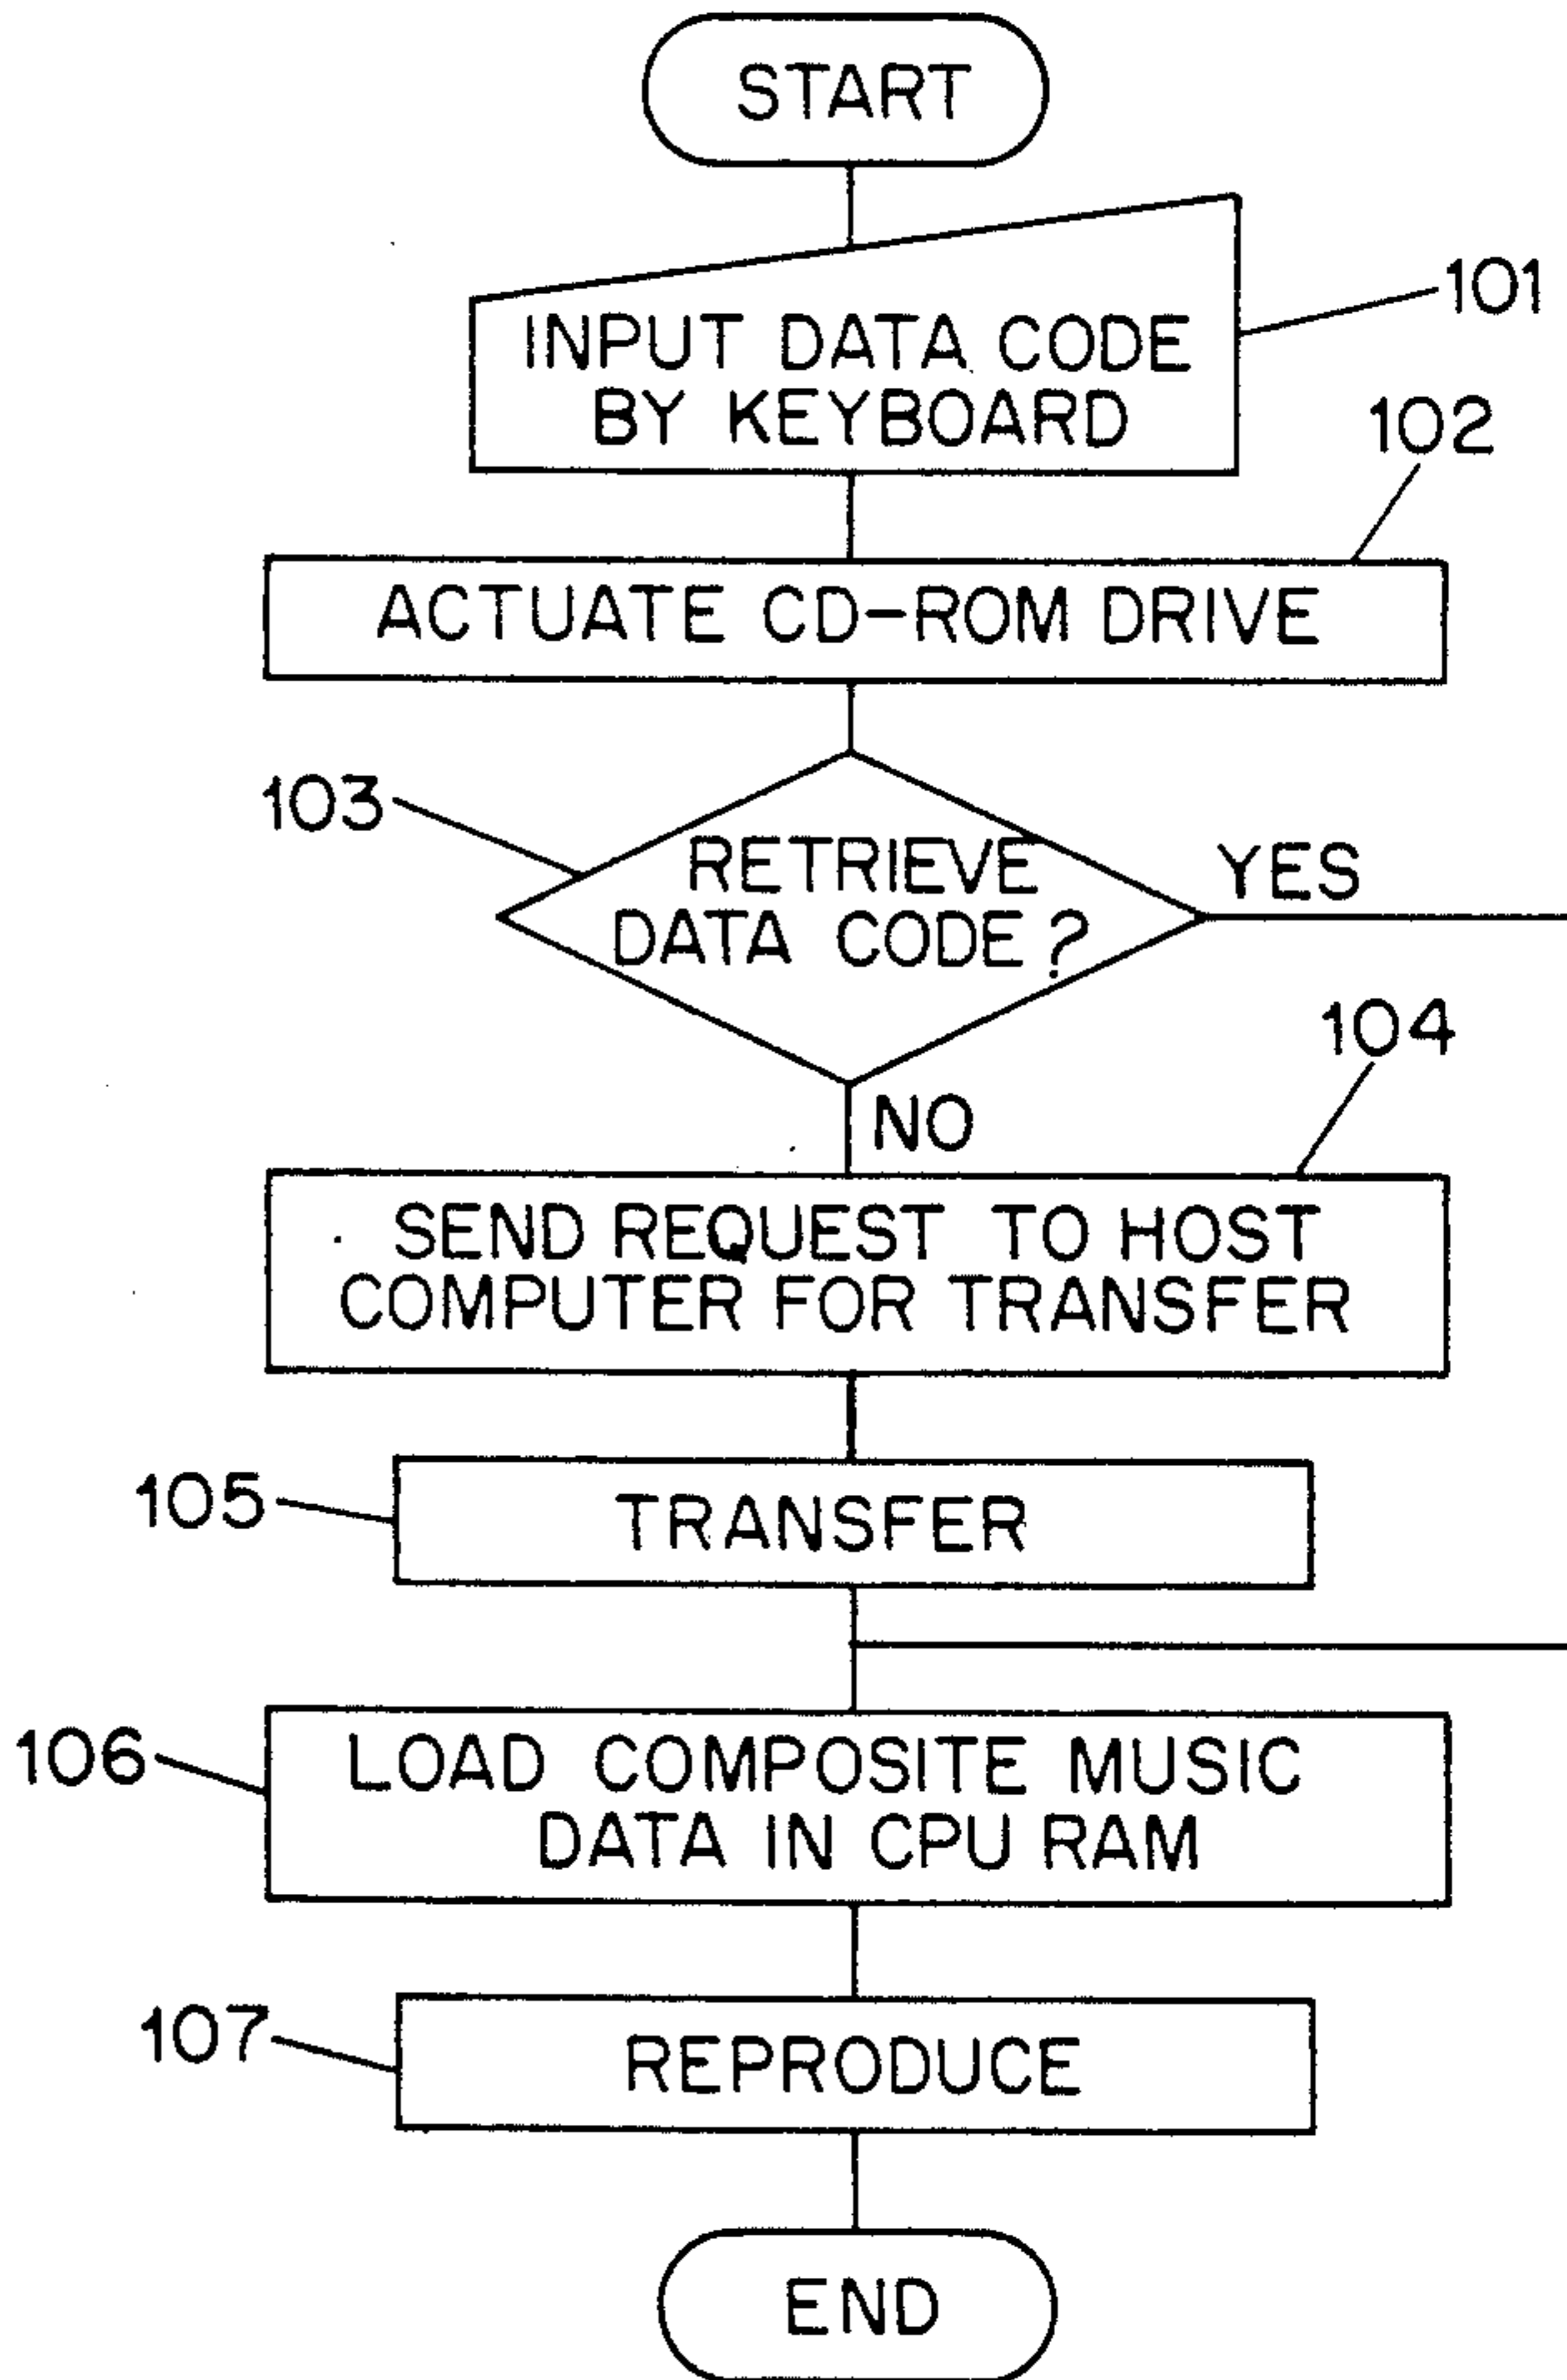 START
101
INPUT DATA CODE
BY KEYBOARD
102
ACTUATE CD-ROM DRIVE
103
RETRIEVE
DATA CODE?
YES
NO
104
SEND REQUEST TO HOST
COMPUTER FOR TRANSFER
105
TRANSFER
106
LOAD COMPOSITE MUSIC
DATA IN CPU RAM
107
REPRODUCE
END